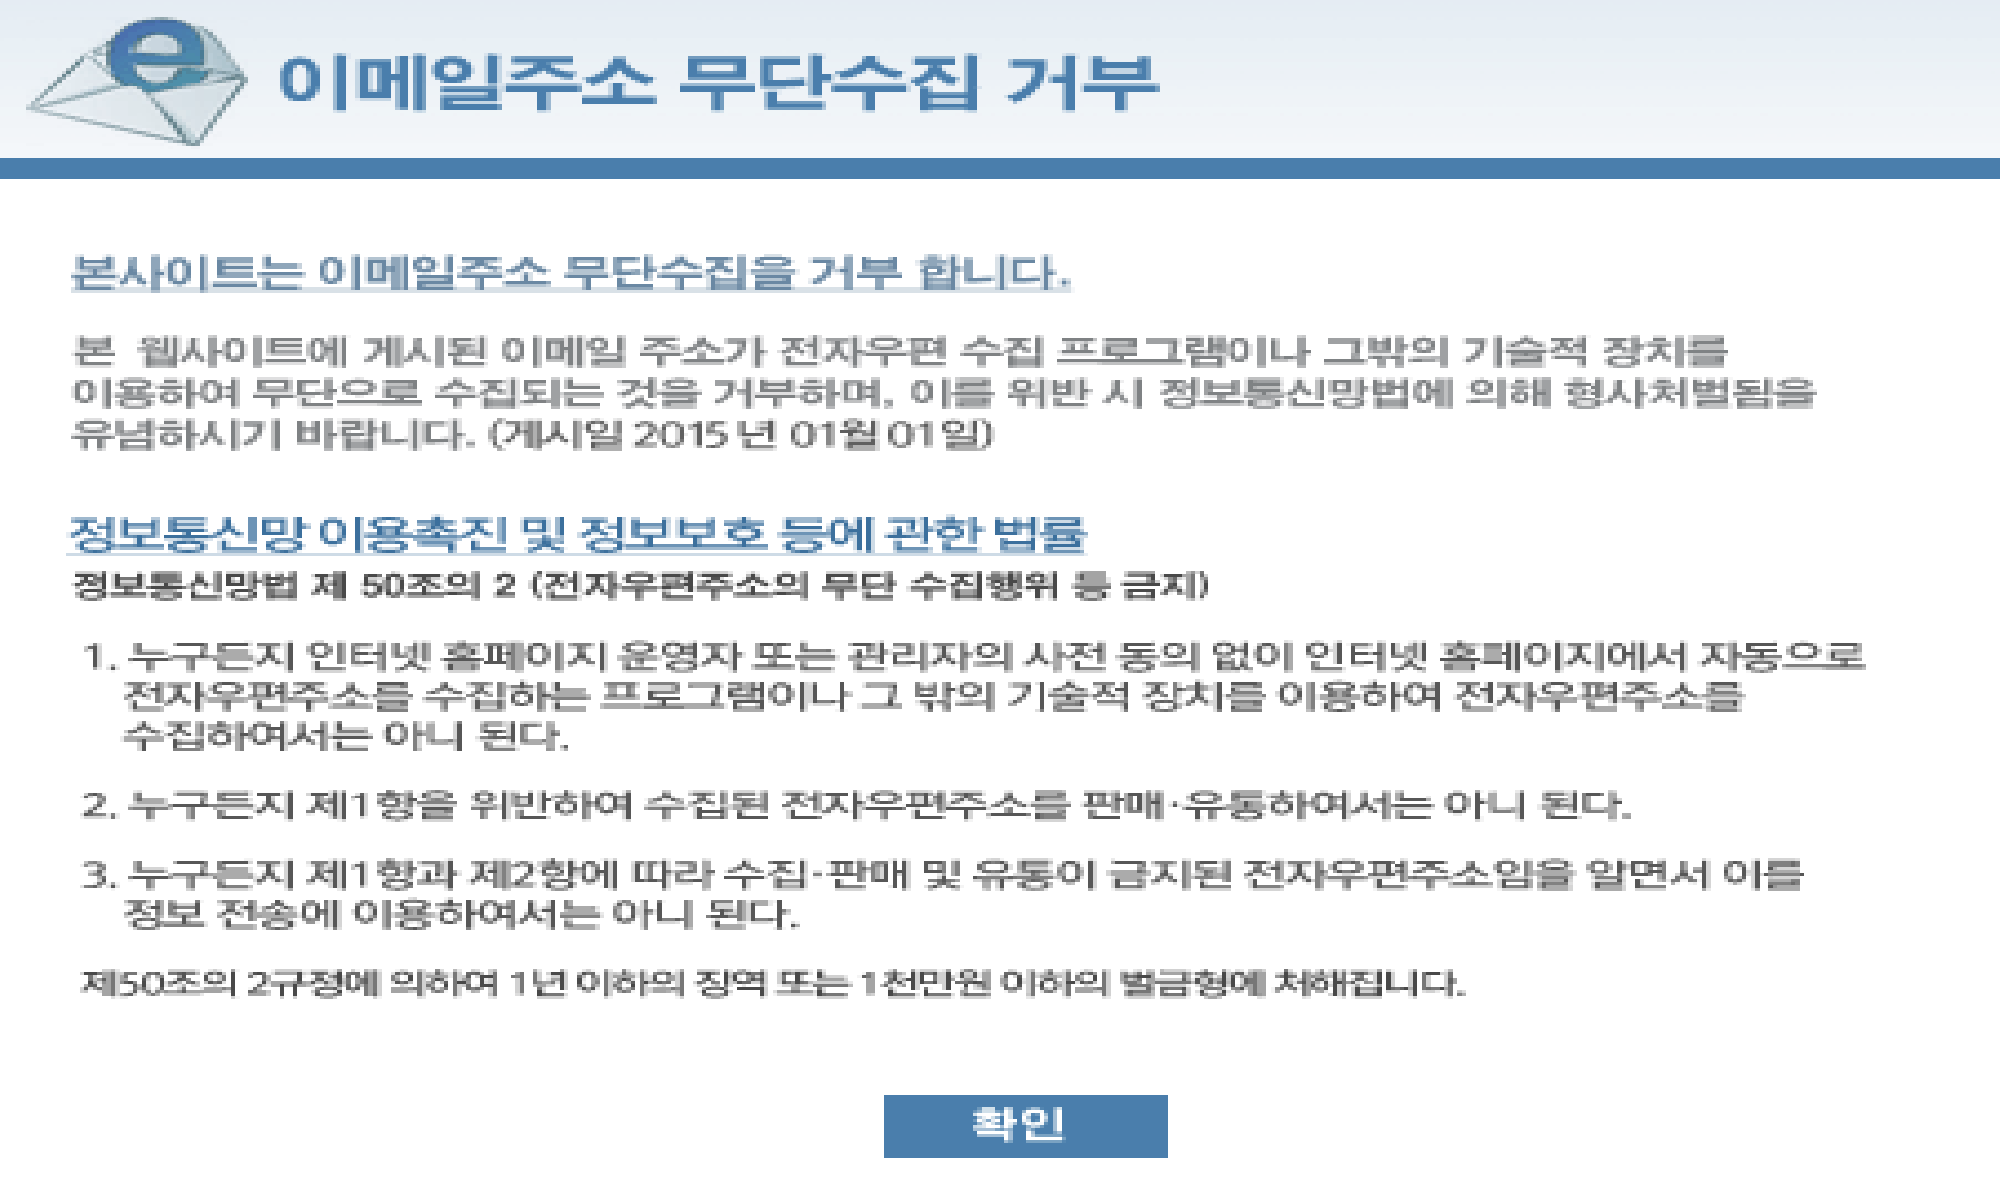 이메일주소 무단수집 거부
본사이트는 이메일주소 무단수집을 거부 합니다.
본 웹사이트에 게시된 이메일 주소가 전자우편 수집 프로그램이나 그밖의 기술적 장치를
이용하여 무단으로 수집되는 것을 거부하며, 이를 위반 시 정보통신망법에 의해 형사처벌됨을
유념하시기 바랍니다. (게시일 2015년 01월 01일)
정보통신망 이용촉진 및 정보보호 등에 관한 법률
정보통신망법 제 50조의 2 (전자우편주소의 무단 수집행위 등 금지)
1. 누구든지 인터넷 홈페이지 운영자 또는 관리자의 사전 동의 없이 인터넷 홈페이지에서 자동으로
전자우편주소를 수집하는 프로그램이나 그 밖의 기술적 장치를 이용하여 전자우편주소를
수집하여서는 아니 된다.
2. 누구든지 제1항을 위반하여 수집된 전자우편주소를 판매·유통하여서는 아니 된다.
3. 누구든지 제1항과 제2항에 따라 수집·판매 및 유통이 금지된 전자우편주소임을 알면서 이를
정보 전송에 이용하여서는 아니 된다.
제50조의 2규정에 의하여 1년 이하의 징역 또는 1천만원 이하의 벌금형에 처해집니다.
확인